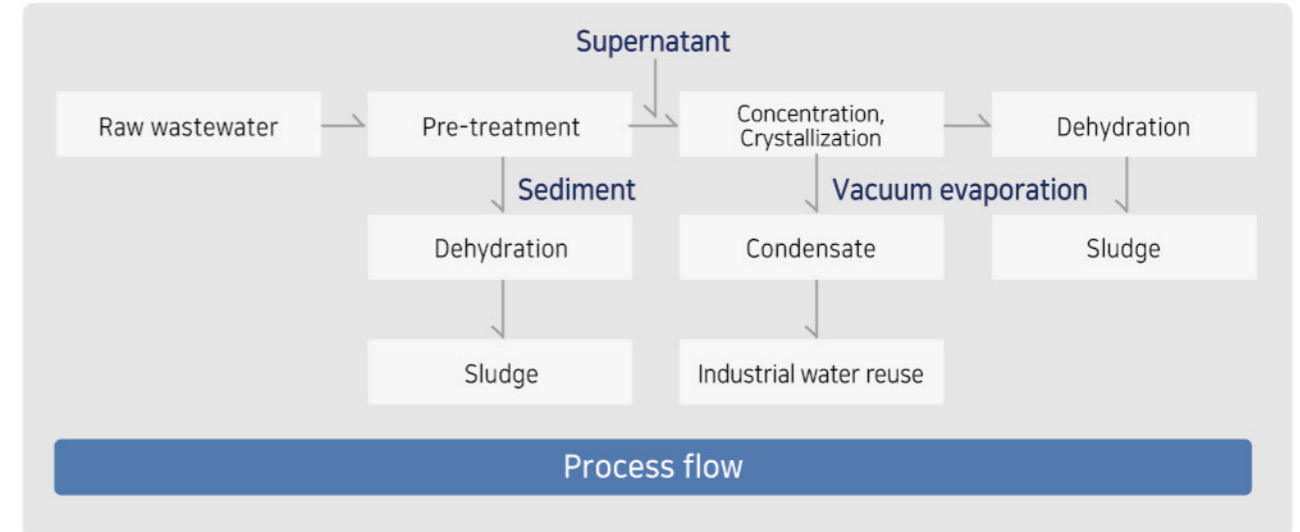 Supernatant
Raw wastewater
Pre-treatment
Concentration,
Crystallization
Dehydration
Sediment
Vacuum evaporation
Dehydration
Condensate
Sludge
Sludge
Industrial water reuse
Process flow